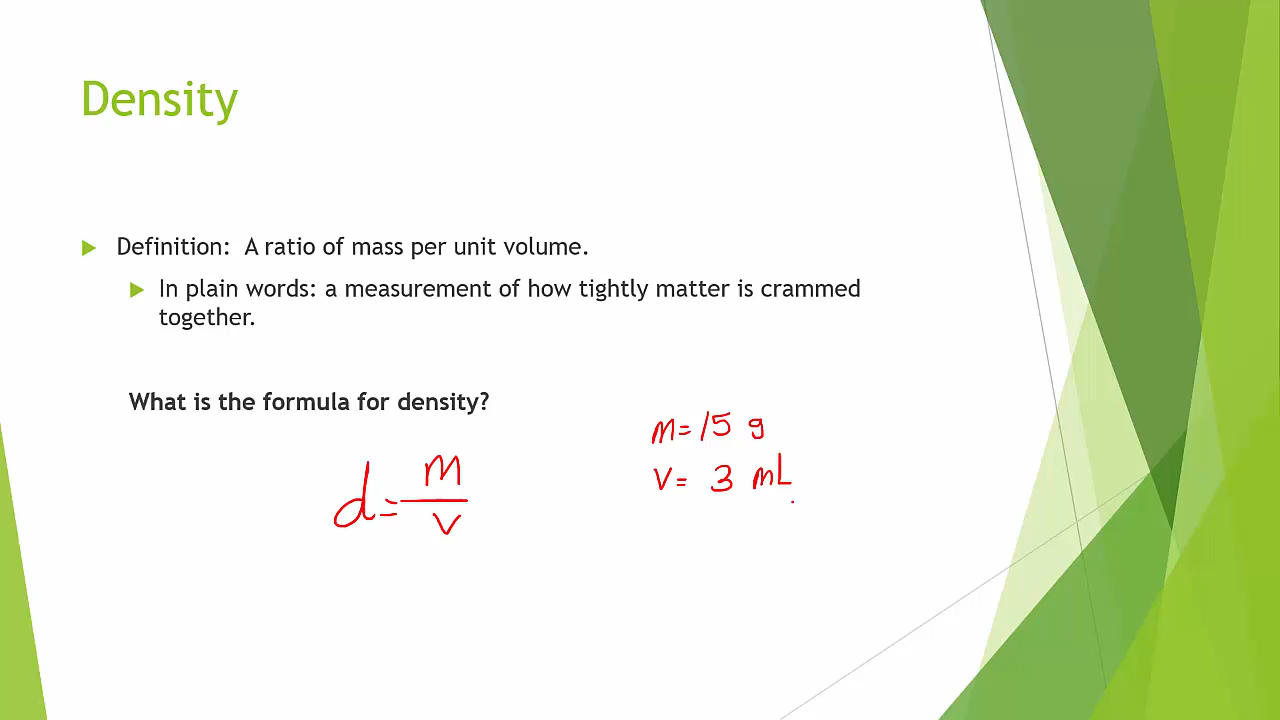 Density
Definition: A ratio of mass per unit volume.
In plain words: a measurement of how tightly matter is crammed
together.
What is the formula for density?
d = m/v
m = 15 g
v = 3 mL